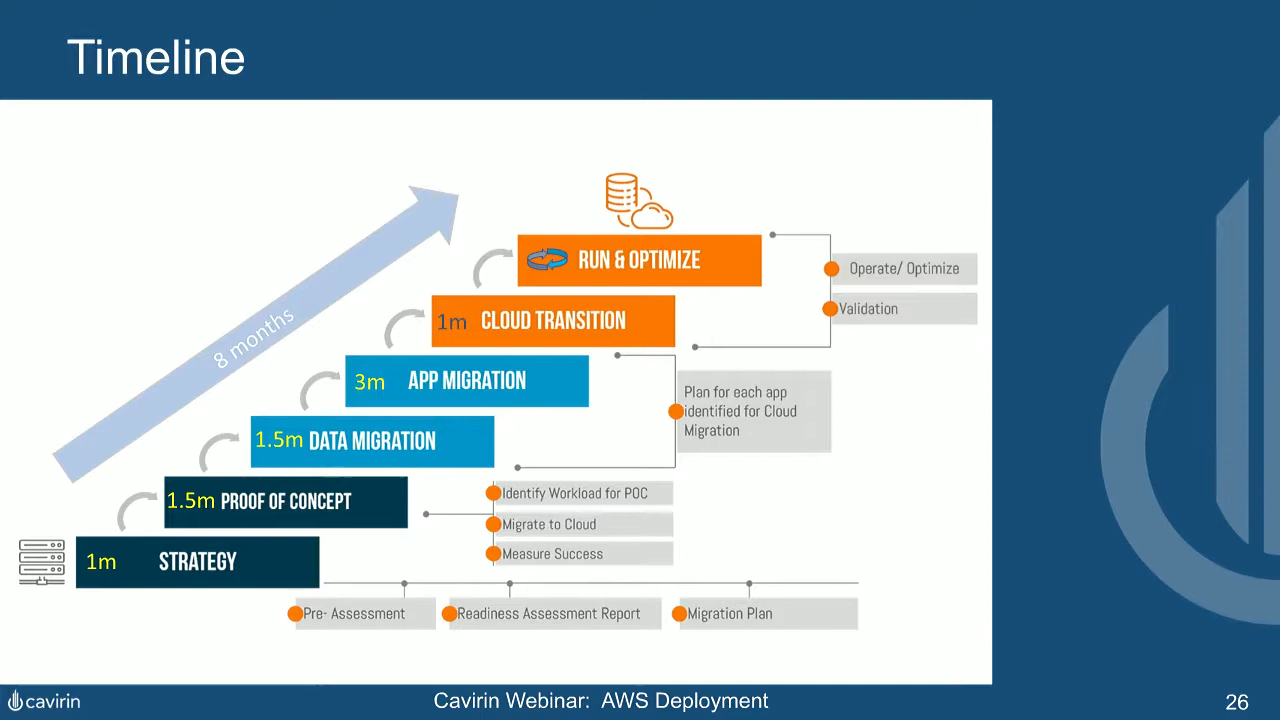 Timeline
8 months
RUN & OPTIMIZE
Operate/ Optimize
Validation
1m CLOUD TRANSITION
3m APP MIGRATION
Plan for each app
identified for Cloud
Migration
1.5m DATA MIGRATION
1.5m PROOF OF CONCEPT
Identify Workload for POC
Migrate to Cloud
Measure Success
1m STRATEGY
Pre- Assessment
Readiness Assessment Report
Migration Plan
cavirin
Cavirin Webinar: AWS Deployment
26